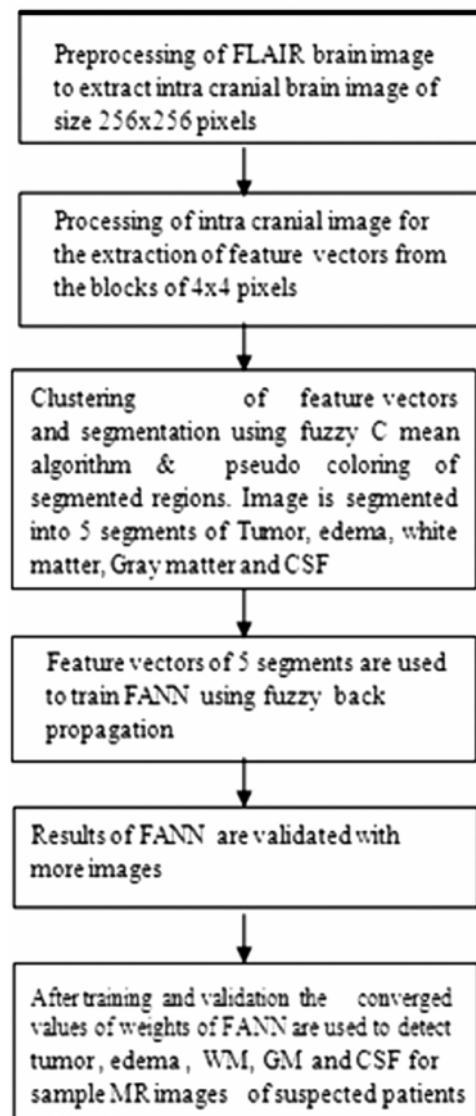 Preprocessing of FLAIR brain image
to extract intra cranial brain image of
size 256x256 pixels
Processing of intra cranial image for
the extraction of feature vectors from
the blocks of 4x4 pixels
Clustering of feature vectors
and segmentation using fuzzy C mean
algorithm & pseudo coloring of
segmented regions. Image is segmented
into 5 segments of Tumor, edema, white
matter, Gray matter and CSF
Feature vectors of 5 segments are used
to train FANN using fuzzy back
propagation
Results of FANN are validated with
more images
After training and validation the converged
values of weights of FANN are used to detect
tumor, edema, WM, GM and CSF for
sample MR images of suspected patients